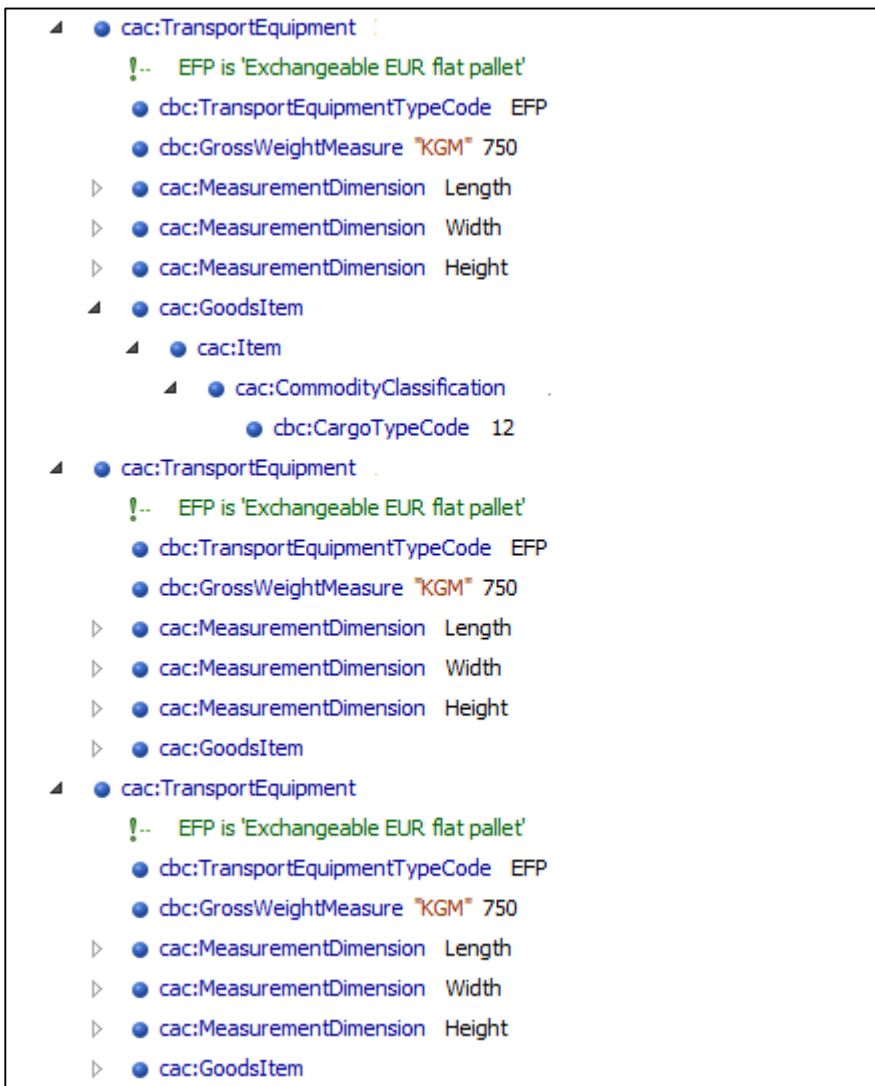 cac:TransportEquipment
!-- EFP is 'Exchangeable EUR flat pallet'
cbc:TransportEquipmentTypeCode EFP
cbc:GrossWeightMeasure "KGM" 750
cac:MeasurementDimension Length
cac:MeasurementDimension Width
cac:MeasurementDimension Height
cac:GoodsItem
cac:Item
cac:CommodityClassification
cbc:CargoTypeCode 12
cac:TransportEquipment
!-- EFP is 'Exchangeable EUR flat pallet'
cbc:TransportEquipmentTypeCode EFP
cbc:GrossWeightMeasure "KGM" 750
cac:MeasurementDimension Length
cac:MeasurementDimension Width
cac:MeasurementDimension Height
cac:GoodsItem
cac:TransportEquipment
!-- EFP is 'Exchangeable EUR flat pallet'
cbc:TransportEquipmentTypeCode EFP
cbc:GrossWeightMeasure "KGM" 750
cac:MeasurementDimension Length
cac:MeasurementDimension Width
cac:MeasurementDimension Height
cac:GoodsItem